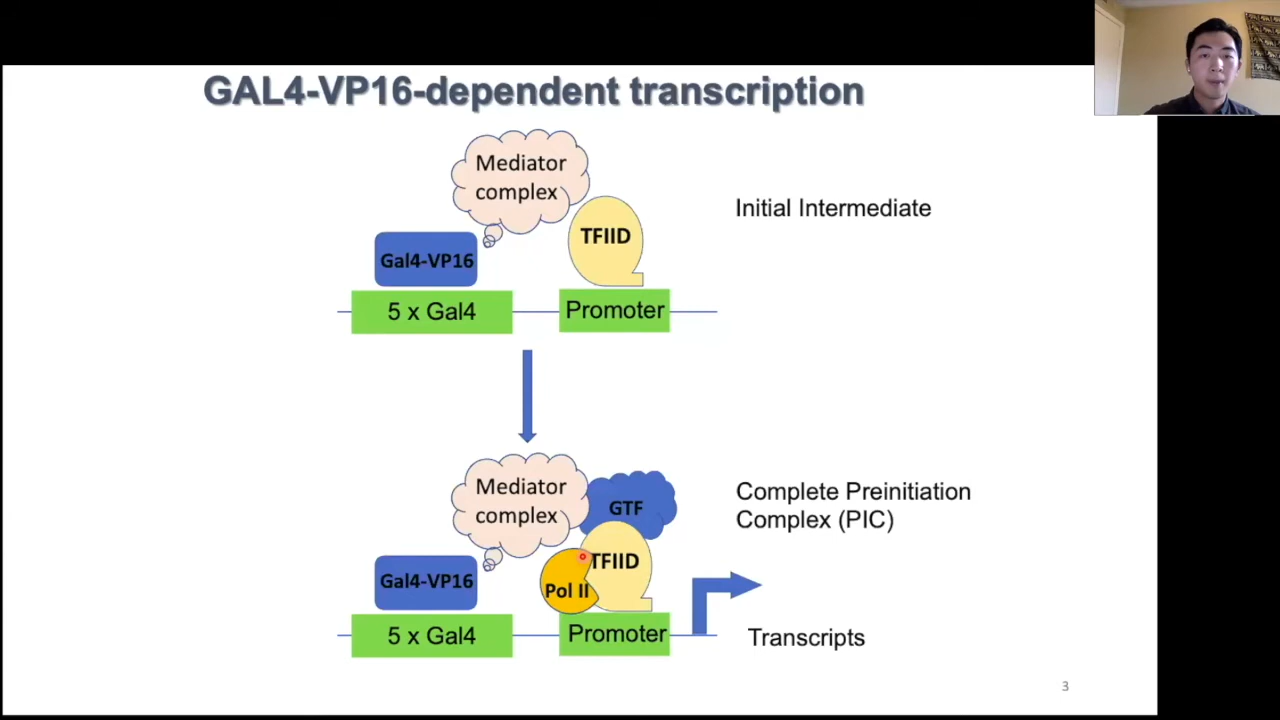 GAL4-VP16-dependent transcription
Mediator
complex
Initial Intermediate
TFIID
Gal4-VP16
5 x Gal4
Promoter
Mediator
complex
GTF
Complete Preinitiation
Complex (PIC)
TFIID
Gal4-VP16
Pol II
5 x Gal4
Promoter
Transcripts
3